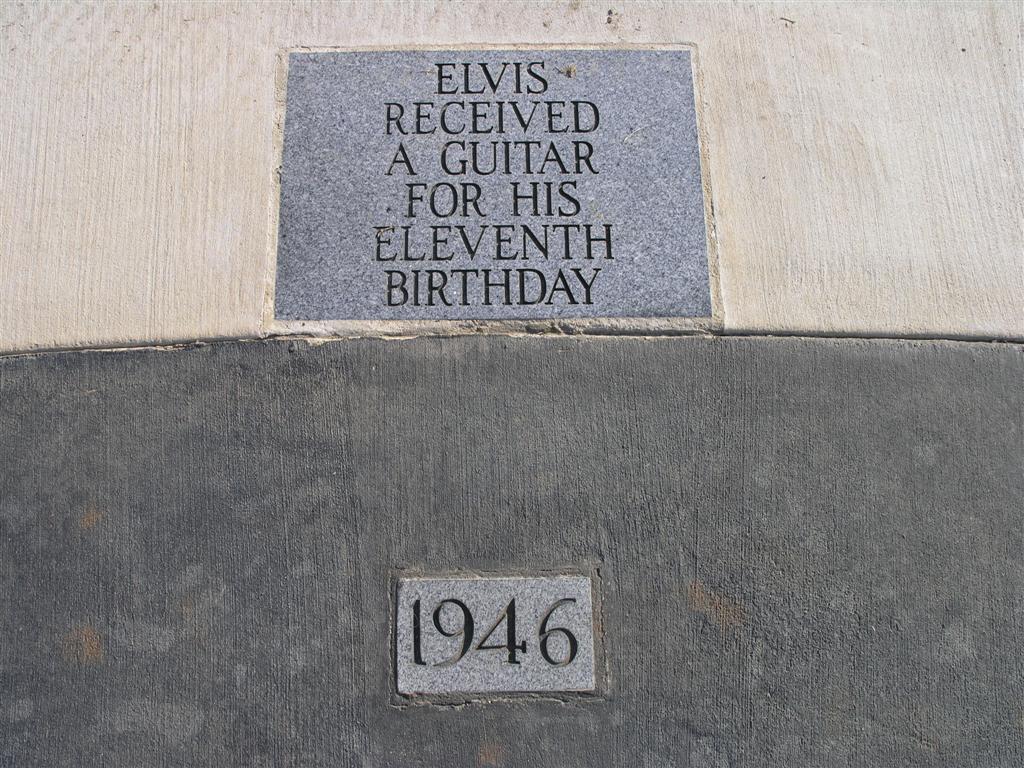 ELVIS
RECEIVED
A GUITAR
FOR HIS
ELEVENTH
BIRTHDAY
1946